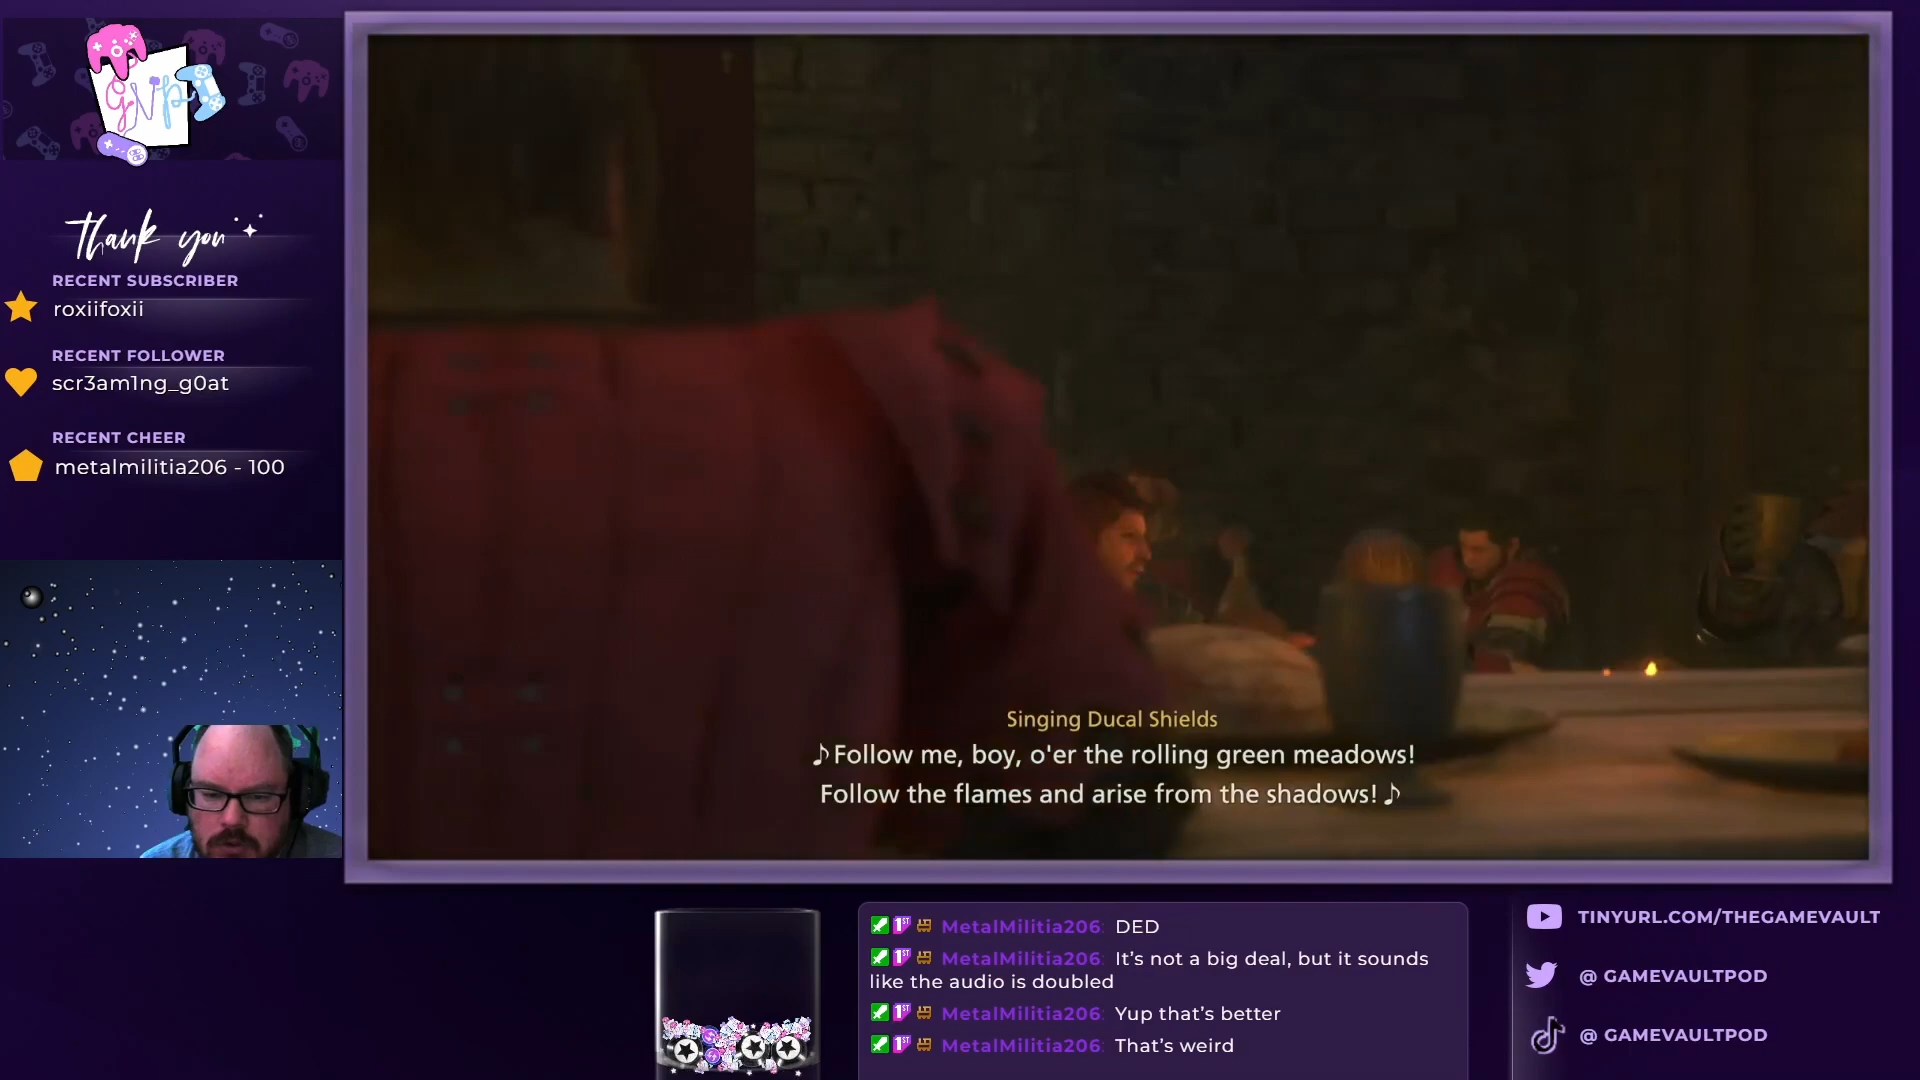 gVp
Thank you
RECENT SUBSCRIBER
roxiifoxii
RECENT FOLLOWER
scr3am1ng_g0at
RECENT CHEER
metalmilitia206 - 100
Singing Ducal Shields
♪Follow me, boy, o'er the rolling green meadows!
Follow the flames and arise from the shadows!♪
MetalMilitia206: DED
MetalMilitia206: It’s not a big deal, but it sounds
like the audio is doubled
MetalMilitia206: Yup that’s better
MetalMilitia206: That’s weird
TINYURL.COM/THEGAMEVAULT
@ GAMEVAULTPOD
@ GAMEVAULTPOD